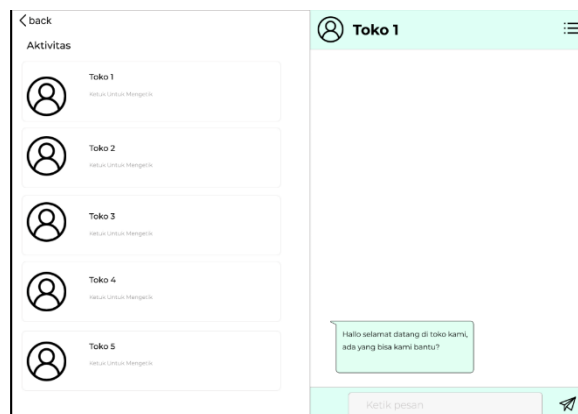 back
Aktivitas
Toko 1
Ketuk Untuk Mengetik
Toko 2
Ketuk Untuk Mengetik
Toko 3
Ketuk Untuk Mengetik
Toko 4
Ketuk Untuk Mengetik
Toko 5
Ketuk Untuk Mengetik
Toko 1
Hallo selamat datang di toko kami,
ada yang bisa kami bantu?
Ketik pesan